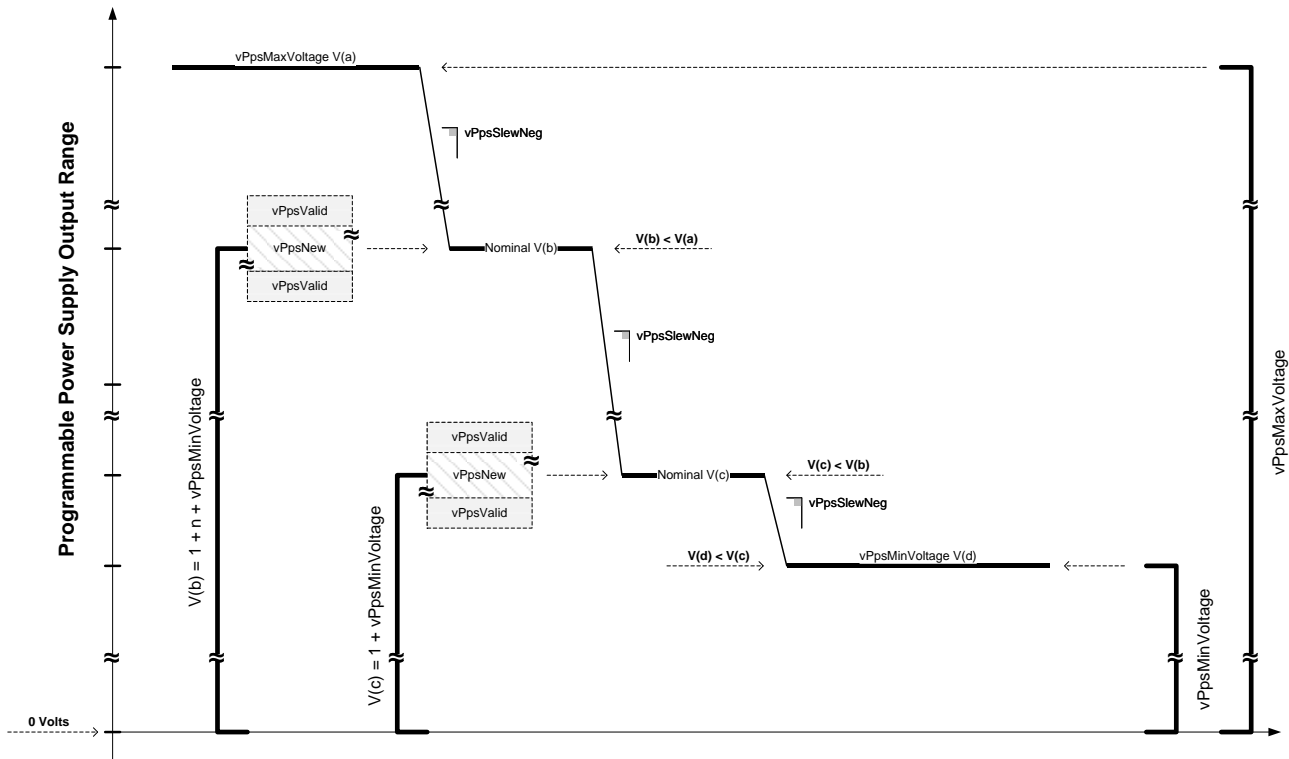 vPpsMaxVoltage V(a)
vPpsSlewNeg
Programmable Power Supply Output Range
vPpsValid
vPpsNew
vPpsValid
Nominal V(b)
V(b) < V(a)
vPpsSlewNeg
V(b) = 1 + n + vPpsMinVoltage
vPpsMaxVoltage
vPpsValid
vPpsNew
vPpsValid
Nominal V(c)
V(c) < V(b)
vPpsSlewNeg
V(c) = 1 + vPpsMinVoltage
V(d) < V(c)
vPpsMinVoltage V(d)
vPpsMinVoltage
0 Volts